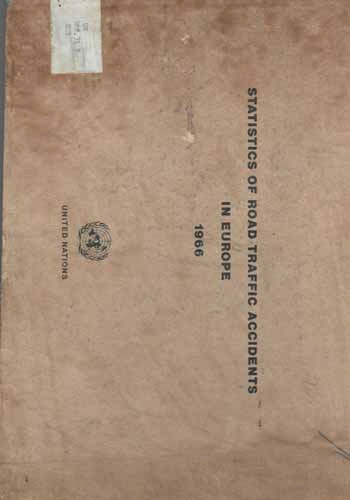 STATISTICS OF ROAD TRAFFIC ACCIDENTS
IN EUROPE
1966
UNITED NATIONS